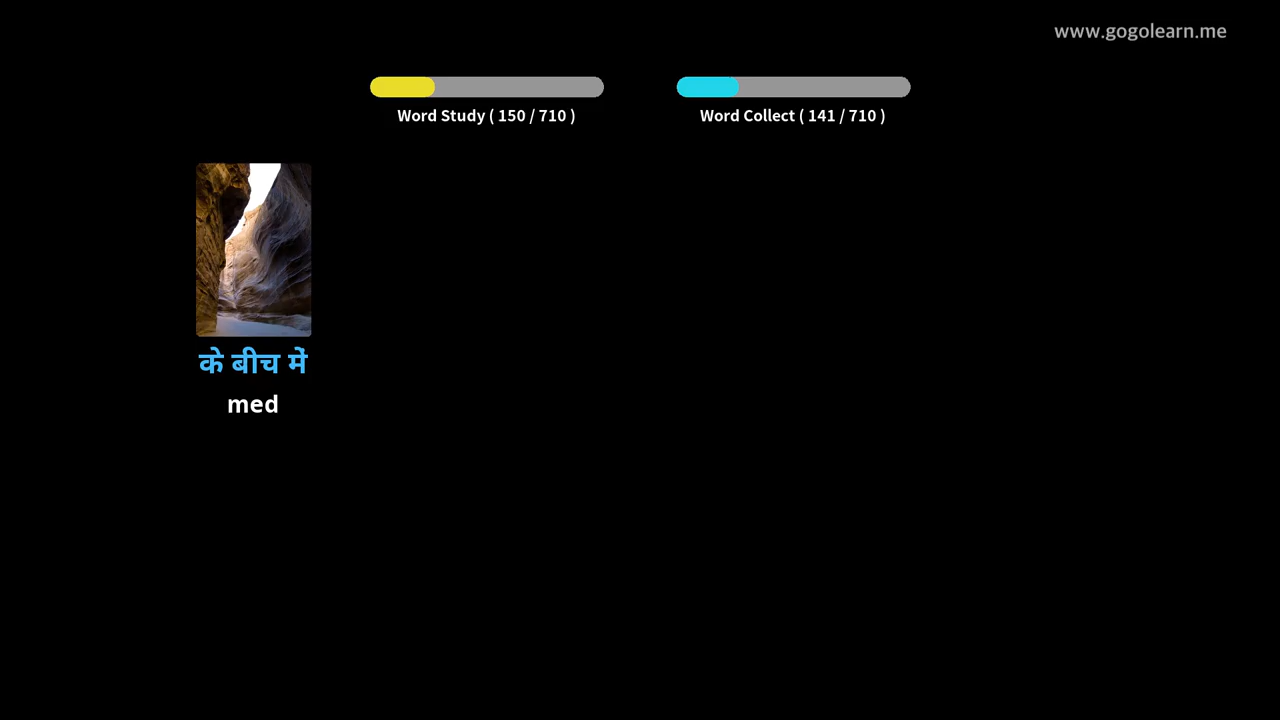 www.gogolearn.me
Word Study ( 150 / 710 )
Word Collect ( 141 / 710 )
के बीच में
med